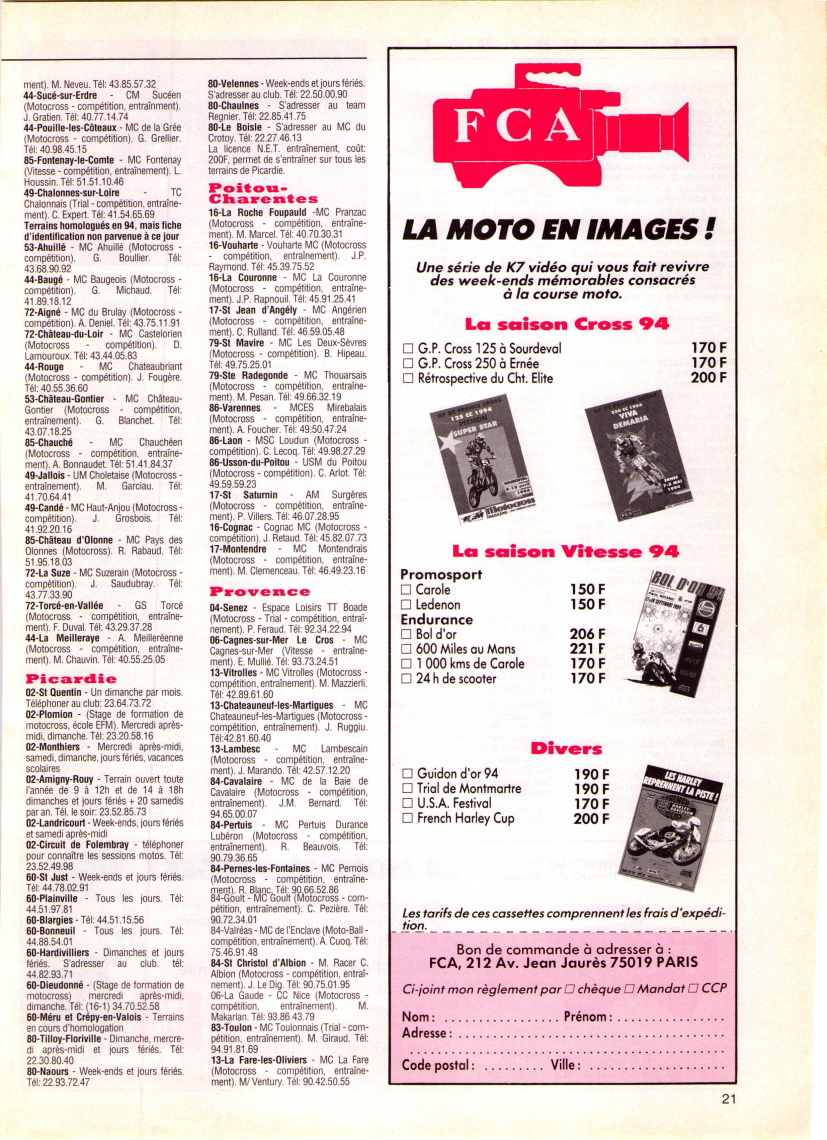 ment). M. Neveu. Tél: 43.85.57.32
44-Sucé-sur-Erdre - CM Sucéen
(Motocross - compétition, entraînment).
J. Gratien. Tél: 40.77.14.74
44-Pouille-les-Côteaux - MC de la Grée
(Motocross - compétition). G. Grellier.
Tél: 40.98.45.15
85-Fontenay-le-Comte - MC Fontenay
(Vitesse - compétition, entraînement). L.
Houssin. Tél: 51.51.10.46
49-Chalonnes-sur-Loire - TC
Chalonnais (Trial - compétition, entraîne-
ment). C. Expert. Tél: 41.54.65.69
Terrains homologués en 94, mais fiche
d'identification non parvenue à ce jour
53-Ahuillé - MC Ahuillé (Motocross -
compétition). G. Boullier. Tél:
43.68.90.92
44-Baugé - MC Baugeois (Motocross -
compétition). G. Michaud. Tél:
41.89.18.12
72-Aigné - MC du Brulay (Motocross -
compétition). A. Deniel. Tél: 43.75.11.91
72-Château-du-Loir - MC Castelorien
(Motocross - compétition). D.
Lamouroux. Tél: 43.44.05.83
44-Rouge - MC Chateaubriant
(Motocross - compétition). J. Fougère.
Tél: 40.55.36.60
53-Château-Gontier - MC Château-
Gontier (Motocross - compétition,
entraînement). G. Blanchet. Tél:
43.07.18.25
85-Chauché - MC Chauchéen
(Motocross - compétition, entraîne-
ment). A. Bonnaudet. Tél: 51.41.84.37
49-Jallois - UM Choletaise (Motocross -
entraînement). M. Garciau. Tél:
41.70.64.41
49-Candé - MC Haut-Anjou (Motocross -
compétition). J. Grosbois. Tél:
41.92.20.16
85-Château d'Olonne - MC Pays des
Olonnes (Motocross). R. Rabaud. Tél:
51.95.18.03
72-La Suze - MC Suzerain (Motocross -
compétition). J. Saudubray. Tél:
43.77.33.90
72-Torcé-en-Vallée - GS Torcé
(Motocross - compétition, entraîne-
ment). F. Duval. Tél: 43.29.37.28
44-La Meilleraye - A. Meilleréenne
(Motocross - compétition, entraîne-
ment). M. Chauvin. Tél: 40.55.25.05
Picardie
02-St Quentin - Un dimanche par mois.
Téléphoner au club: 23.64.73.72
02-Plomion - (Stage de formation de
motocross, école EFM). Mercredi après-
midi, dimanche. Tél: 23.20.58.16
02-Monthiers - Mercredi après-midi,
samedi, dimanche, jours fériés, vacances
scolaires
02-Amigny-Rouy - Terrain ouvert toute
l'année de 9 à 12h et de 14 à 18h
dimanches et jours fériés + 20 samedis
par an. Tél. le soir: 23.52.85.73
02-Landricourt - Week-ends, jours fériés
et samedi après-midi
02-Circuit de Folembray - téléphoner
pour connaître les sessions motos. Tél:
23.52.49.98
60-St Just - Week-ends et jours fériés.
Tél: 44.78.02.91
60-Plainville - Tous les jours. Tél:
44.51.97.81
60-Blargies - Tél: 44.51.15.56
60-Bonneuil - Tous les jours. Tél:
44.88.54.01
60-Hardivilliers - Dimanches et jours
fériés. S'adresser au club. tél:
44.82.93.71
60-Dieudonné - (Stage de formation de
motocross) mercredi après-midi,
dimanche. Tél: (16-1) 34.70.52.58
60-Méru et Crépy-en-Valois - Terrains
en cours d'homologation
80-Tilloy-Floriville - Dimanche, mercre-
di après-midi et jours fériés. Tél:
22.30.80.40
80-Naours - Week-ends et jours fériés.
Tél: 22.93.72.47
80-Velennes - Week-ends et jours fériés.
S'adresser au club. Tél: 22.50.00.90
80-Chaulnes - S'adresser au team
Regnier. Tél: 22.85.41.75
80-Le Boisle - S'adresser au MC du
Crotoy. Tél: 22.27.46.13
La licence N.E.T. entraînement, coût:
200F, permet de s'entraîner sur tous les
terrains de Picardie.
Poitou-
Charentes
16-La Roche Foupauld -MC Pranzac
(Motocross - compétition, entraîne-
ment). M. Marcel. Tél: 40.70.30.31
16-Vouharte - Vouharte MC (Motocross
- compétition, entraînement). J.P.
Raymond. Tél: 45.39.75.52
16-La Couronne - MC La Couronne
(Motocross - compétition, entraîne-
ment). J.P. Rapnouil. Tél: 45.91.25.41
17-St Jean d'Angély - MC Angérien
(Motocross - compétition, entraîne-
ment). C. Rulland. Tél: 46.59.05.48
79-St Mavire - MC Les Deux-Sèvres
(Motocross - compétition). B. Hipeau.
Tél: 49.75.25.01
79-Ste Radegonde - MC Thouarsais
(Motocross - compétition, entraîne-
ment). M. Pesan. Tél: 49.66.32.19
86-Varennes - MCES Mirebalais
(Motocross - compétition, entraîne-
ment). A. Foucher. Tél: 49.50.47.24
86-Laon - MSC Loudun (Motocross -
compétition). C. Lecoq. Tél: 49.98.27.29
86-Usson-du-Poitou - USM du Poitou
(Motocross - compétition). C. Arlot. Tél:
49.59.59.23
17-St Saturnin - AM Surgères
(Motocross - compétition, entraîne-
ment). P. Villers. Tél: 46.07.28.95
16-Cognac - Cognac MC (Motocross -
compétition). J. Retaud. Tél: 45.82.07.73
17-Montendre - MC Montendrais
(Motocross - compétition, entraîne-
ment). M. Clemenceau. Tél: 46.49.23.16
Provence
04-Senez - Espace Loisirs TT Boade
(Motocross - Trial - compétition, entraî-
nement). P. Feraud. Tél: 92.34.22.94
06-Cagnes-sur-Mer Le Cros - MC
Cagnes-sur-Mer (Vitesse - entraîne-
ment). E. Mullié. Tél: 93.73.24.51
13-Vitrolles - MC Vitrolles (Motocross -
compétition, entraînement). M. Mazzierli.
Tél: 42.89.61.60
13-Chateauneuf-les-Martigues - MC
Chateauneuf-les-Martigues (Motocross -
compétition, entraînement). J. Ruggiu.
Tél:42.81.60.40
13-Lambesc - MC Lambescain
(Motocross - compétition, entraîne-
ment). J. Marando. Tél: 42.57.12.20
84-Cavalaire - MC de la Baie de
Cavalaire (Motocross - compétition,
entraînement). J.M. Bernard. Tél:
94.65.00.07
84-Pertuis - MC Pertuis Durance
Lubéron (Motocross - compétition,
entraînement). R. Beauvois. Tél:
90.79.36.65
84-Pernes-les-Fontaines - MC Pernois
(Motocross - compétition, entraîne-
ment). R. Blanc. Tél: 90.66.52.86
84-Goult - MC Goult (Motocross - com-
pétition, entraînement). C. Pezière. Tél:
90.72.34.01
84-Valréas - MC de l'Enclave (Moto-Ball -
compétition, entraînement). A. Cuoq. Tél:
75.46.91.48
84-St Christol d'Albion - M. Racer C.
Albion (Motocross - compétition, entraî-
nement). J. Le Dig. Tél: 90.75.01.95
06-La Gaude - CC Nice (Motocross -
compétition, entraînement). M.
Makarian. Tél: 93.86.43.79
83-Toulon - MC Toulonnais (Trial - com-
pétition, entraînement). M. Giraud. Tél:
94.91.81.69
13-La Fare-les-Oliviers - MC La Fare
(Motocross - compétition, entraîne-
ment). M/ Ventury. Tél: 90.42.50.55
FCA
LA MOTO EN IMAGES !
Une série de K7 vidéo qui vous fait revivre
des week-ends mémorables consacrés
à la course moto.
La saison Cross 94
☐ G.P. Cross 125 à Sourdeval 170 F
☐ G.P. Cross 250 à Ernée 170 F
☐ Rétrospective du Cht. Elite 200 F
GP DE FRANCE CROSS
125 CC 1994
SUPER STAR
Motocross
250 CC 1994
VIVA
DEMARIA
ERNEE
7-8 MAI
1994
FCA
La saison Vitesse 94
Promosport
☐ Carole 150 F
☐ Ledenon 150 F
Endurance
☐ Bol d'or 206 F
☐ 600 Miles au Mans 221 F
☐ 1 000 kms de Carole 170 F
☐ 24 h de scooter 170 F
BOL D'OR 94
Divers
☐ Guidon d'or 94 190 F
☐ Trial de Montmartre 190 F
☐ U.S.A. Festival 170 F
☐ French Harley Cup 200 F
LES HARLEY
REPRENNENT LA PISTE !
Les tarifs de ces cassettes comprennent les frais d'expédi-
tion.
Bon de commande à adresser à :
FCA, 212 Av. Jean Jaurès 75019 PARIS
Ci-joint mon règlement par ☐ chèque ☐ Mandat ☐ CCP
Nom : . . . . . . . . . . . . . . . Prénom : . . . . . . . . . . . . . . . .
Adresse : . . . . . . . . . . . . . . . . . . . . . . . . . . . . . . . . . . . .
Code postal : . . . . . . . . . Ville : . . . . . . . . . . . . . . . . . . .
21